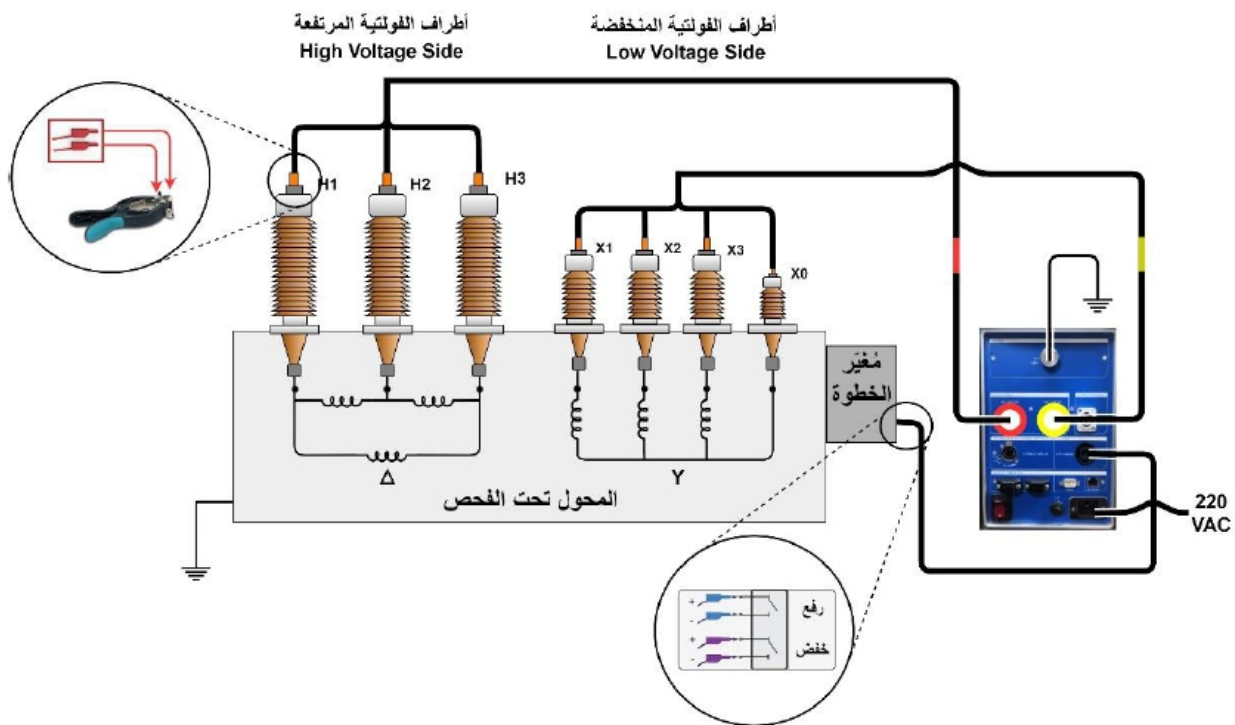 أطراف الفولتية المرتفعة
High Voltage Side
أطراف الفولتية المنخفضة
Low Voltage Side
H1
H2
H3
X1
X2
X3
X0
مُغيَر
الخطوة
Δ
Y
المحول تحت الفحص
220
VAC
+
-
رفع
+
-
خفض